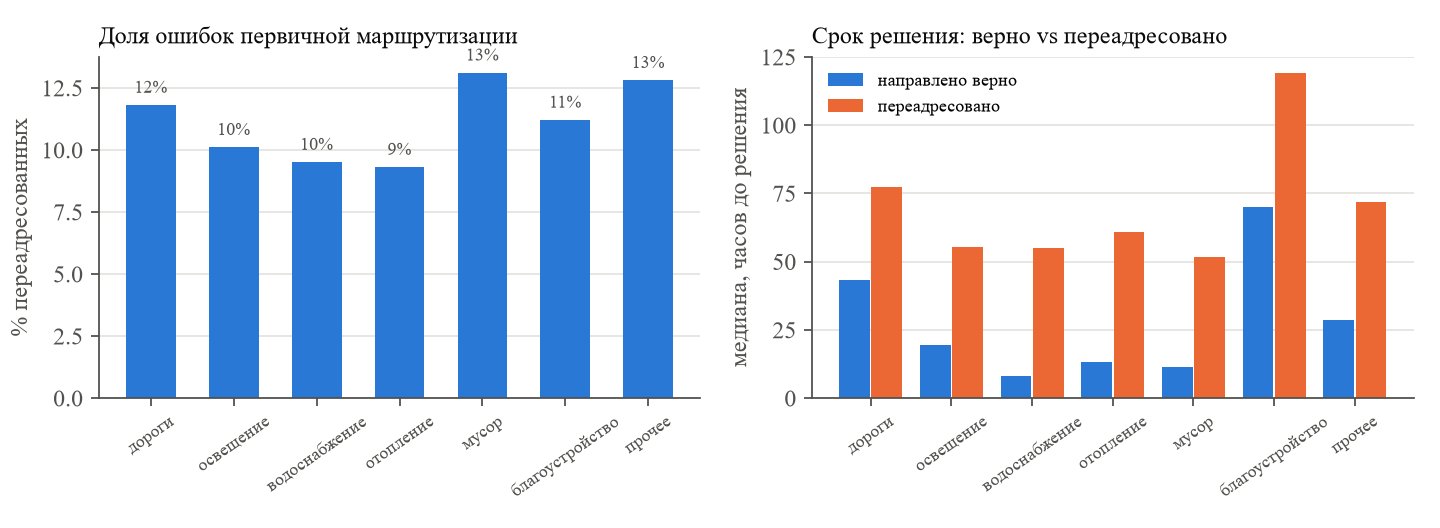 Доля ошибок первичной маршрутизации
% переадресованных
12.5
10.0
7.5
5.0
2.5
0.0
12%
10%
10%
9%
13%
11%
13%
дороги
освещение
водоснабжение
отопление
мусор
благоустройство
прочее
Срок решения: верно vs переадресовано
медиана, часов до решения
125
100
75
50
25
0
направлено верно
переадресовано
дороги
освещение
водоснабжение
отопление
мусор
благоустройство
прочее